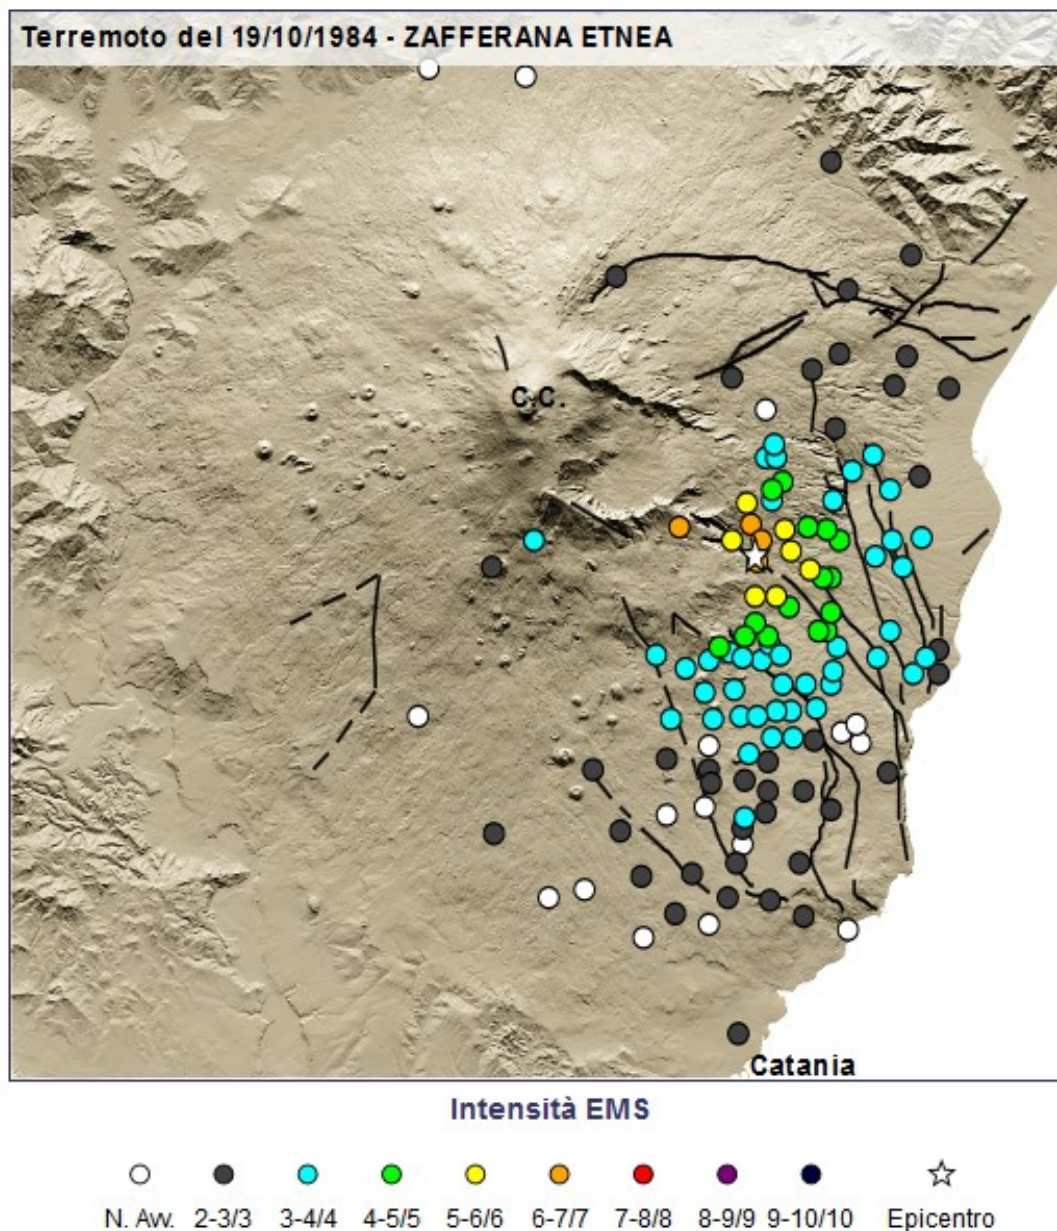 Terremoto del 19/10/1984 - ZAFFERANA ETNEA
C.C.
Catania
Intensità EMS
N. Avv. 2-3/3 3-4/4 4-5/5 5-6/6 6-7/7 7-8/8 8-9/9 9-10/10 Epicentro